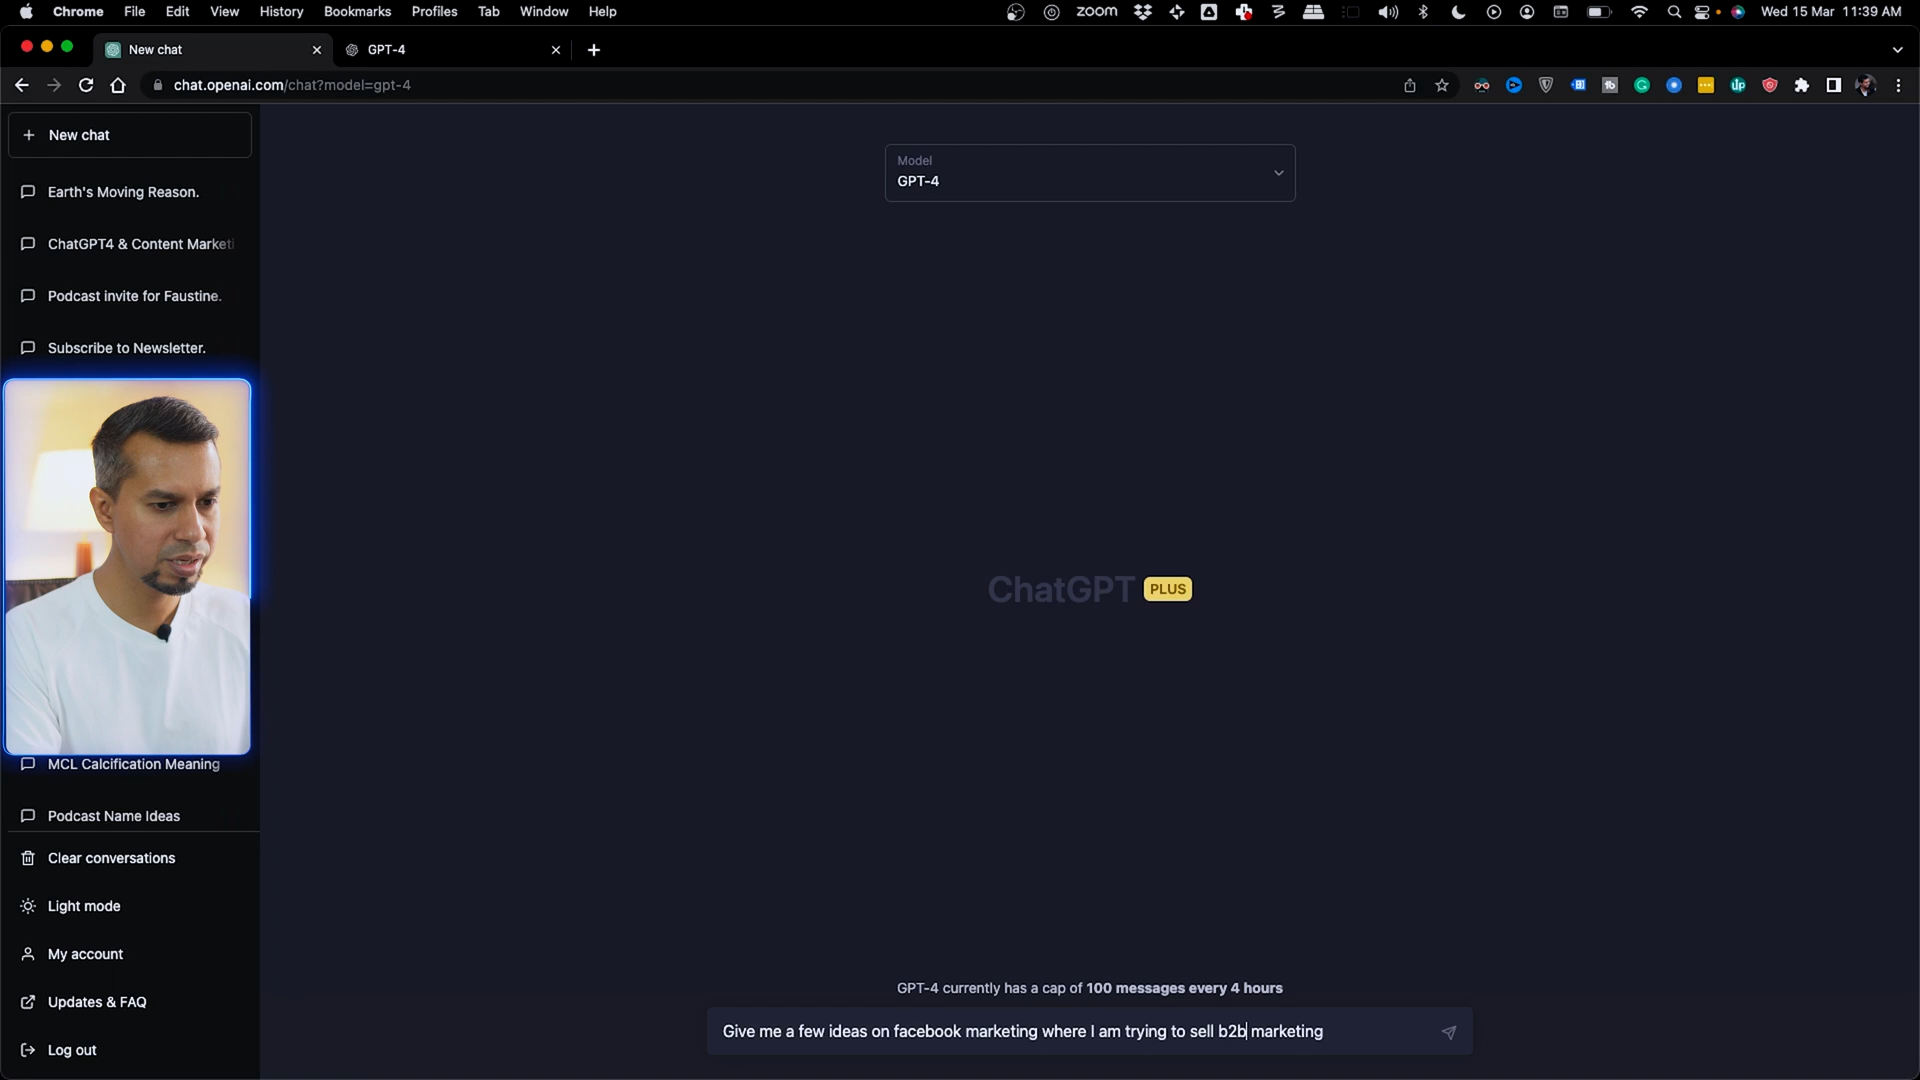 Chrome File Edit View History Bookmarks Profiles Tab Window Help zoom Wed 15 Mar 11:39 AM
New chat GPT-4
chat.openai.com/chat?model=gpt-4
New chat
Model
GPT-4
Earth's Moving Reason.
ChatGPT4 & Content Marketi
Podcast invite for Faustine.
Subscribe to Newsletter.
ChatGPT PLUS
MCL Calcification Meaning
Podcast Name Ideas
Clear conversations
Light mode
My account
Updates & FAQ
Log out
GPT-4 currently has a cap of 100 messages every 4 hours
Give me a few ideas on facebook marketing where I am trying to sell b2b marketing